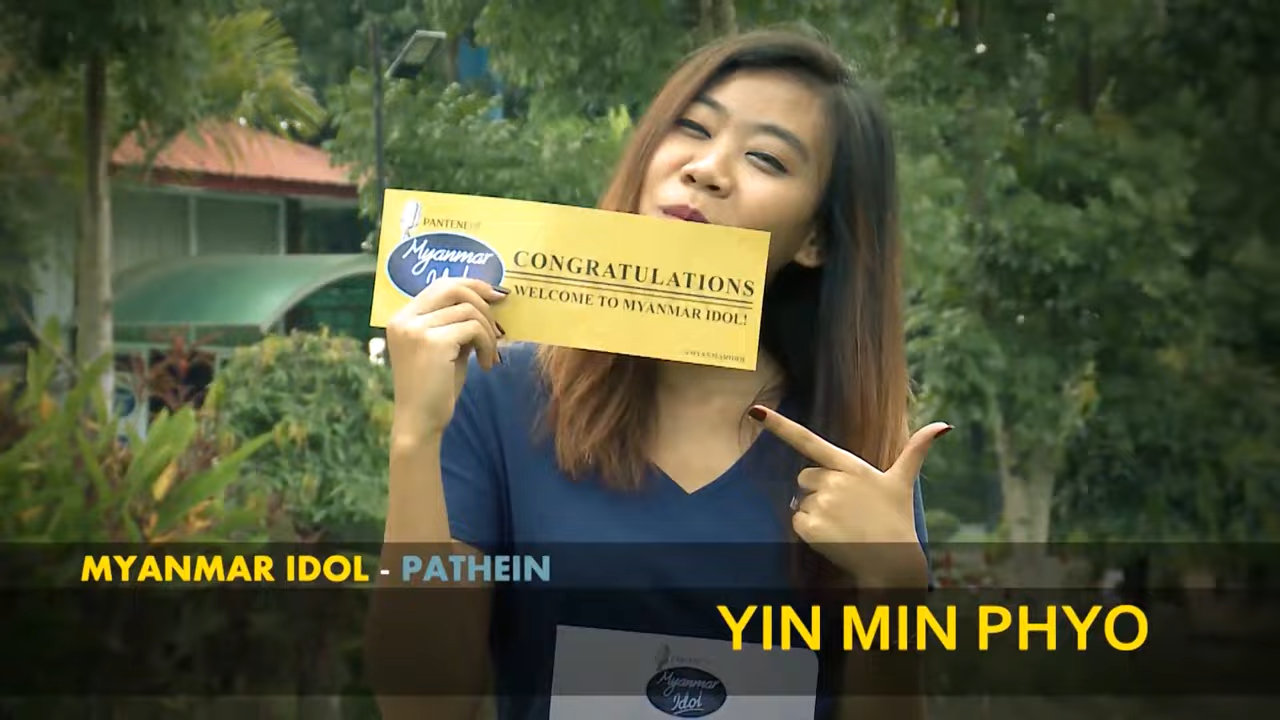 PANTENE
Myanmar
Idol
CONGRATULATIONS
WELCOME TO MYANMAR IDOL!
MYANMAR IDOL - PATHEIN
YIN MIN PHYO
Myanmar
Idol